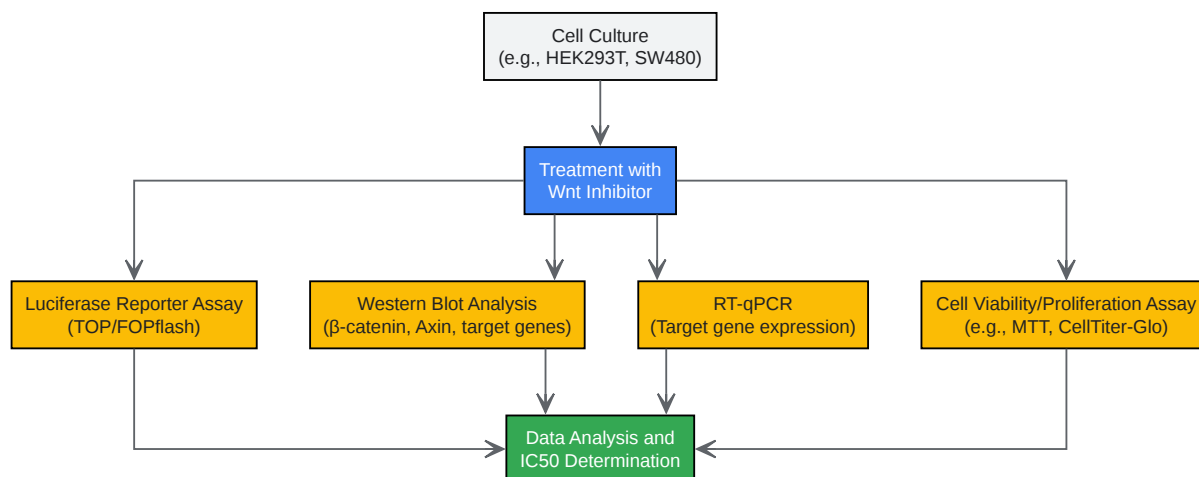 Cell Culture
(e.g., HEK293T, SW480)
Treatment with
Wnt Inhibitor
Luciferase Reporter Assay
(TOP/FOPflash)
Western Blot Analysis
(β-catenin, Axin, target genes)
RT-qPCR
(Target gene expression)
Cell Viability/Proliferation Assay
(e.g., MTT, CellTiter-Glo)
Data Analysis and
IC50 Determination